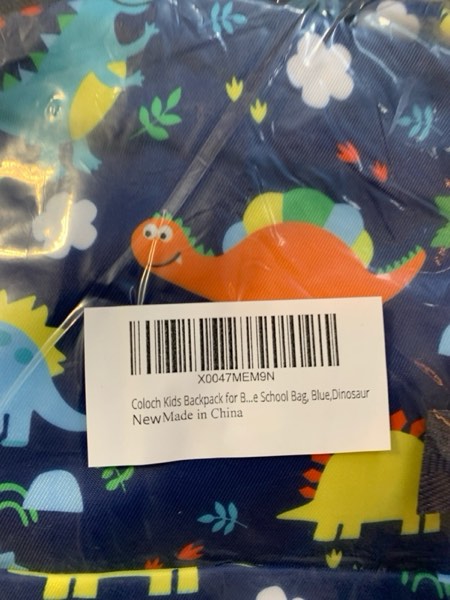 X0047MEM9N
Coloch Kids Backpack for B...e School Bag, Blue,Dinosaur
NewMade in China